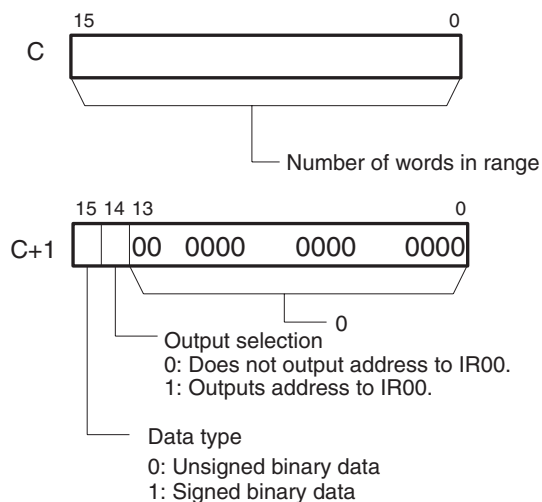 15 0
C
Number of words in range
15 14 13 0
C+1 00 0000 0000 0000
0
Output selection
0: Does not output address to IR00.
1: Outputs address to IR00.
Data type
0: Unsigned binary data
1: Signed binary data